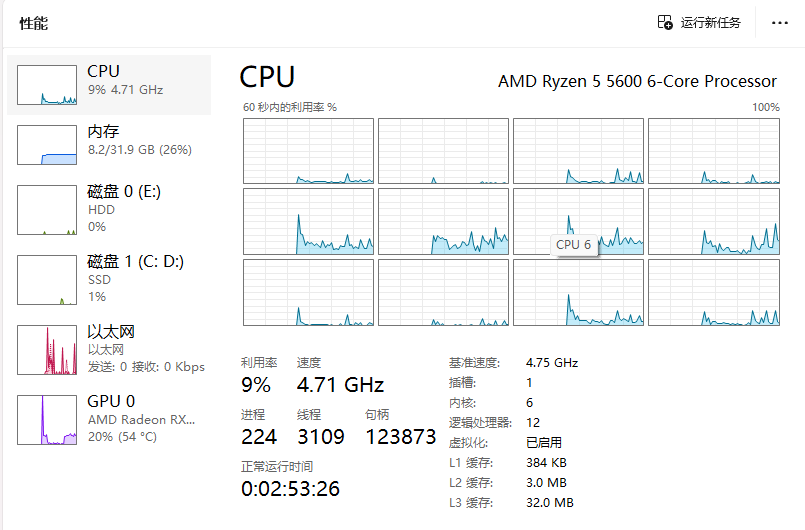 性能
运行新任务
CPU
9% 4.71 GHz
内存
8.2/31.9 GB (26%)
磁盘 0 (E:)
HDD
0%
磁盘 1 (C: D:)
SSD
1%
以太网
以太网
发送: 0 接收: 0 Kbps
GPU 0
AMD Radeon RX...
20% (54 °C)
CPU
AMD Ryzen 5 5600 6-Core Processor
60 秒内的利用率 %
100%
CPU 6
利用率
速度
9%
4.71 GHz
进程
线程
句柄
224
3109
123873
正常运行时间
0:02:53:26
基准速度: 4.75 GHz
插槽: 1
内核: 6
逻辑处理器: 12
虚拟化: 已启用
L1 缓存: 384 KB
L2 缓存: 3.0 MB
L3 缓存: 32.0 MB